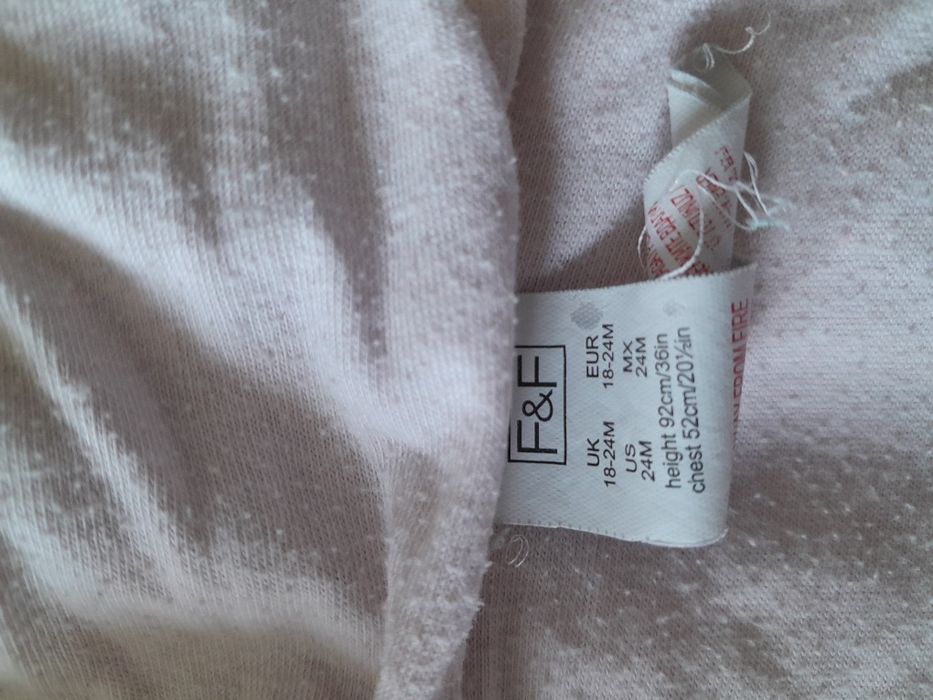 F&F
UK EUR
18-24M 18-24M
US MX
24M 24M
height 92cm/36in
chest 52cm/20½in
FROM FIRE